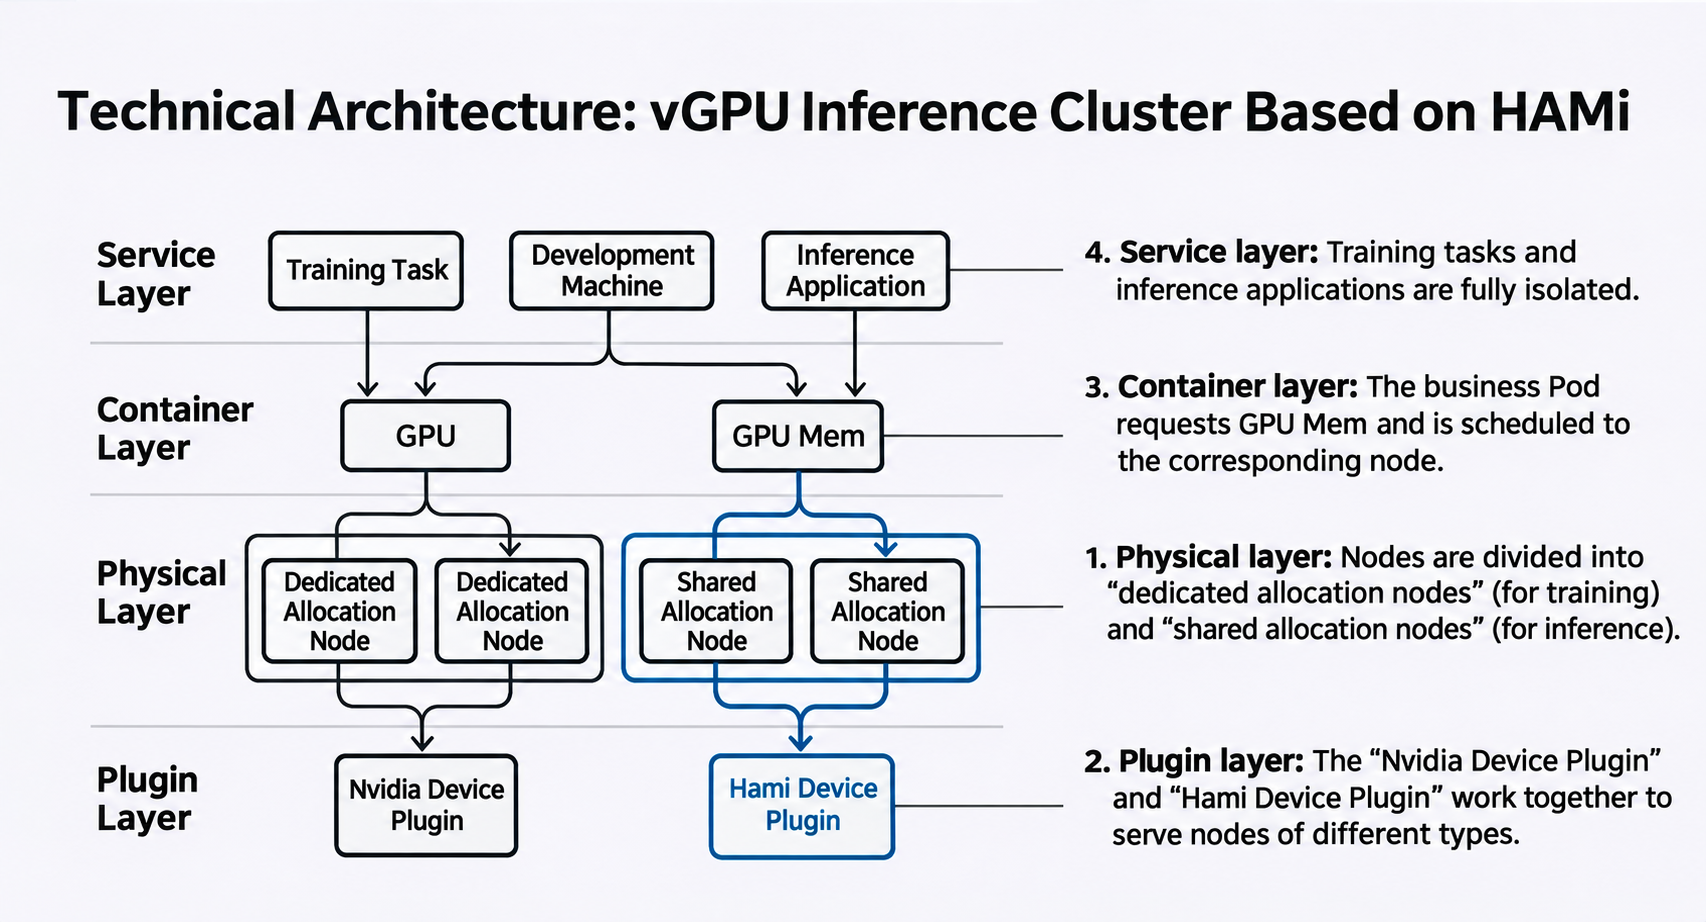 Technical Architecture: vGPU Inference Cluster Based on HAMi
Service
Layer
Training Task
Development
Machine
Inference
Application
4. Service layer: Training tasks and
inference applications are fully isolated.
Container
Layer
GPU
GPU Mem
3. Container layer: The business Pod
requests GPU Mem and is scheduled to
the corresponding node.
Physical
Layer
Dedicated
Allocation
Node
Dedicated
Allocation
Node
Shared
Allocation
Node
Shared
Allocation
Node
1. Physical layer: Nodes are divided into
“dedicated allocation nodes” (for training)
and “shared allocation nodes” (for inference).
Plugin
Layer
Nvidia Device
Plugin
Hami Device
Plugin
2. Plugin layer: The “Nvidia Device Plugin”
and “Hami Device Plugin” work together to
serve nodes of different types.